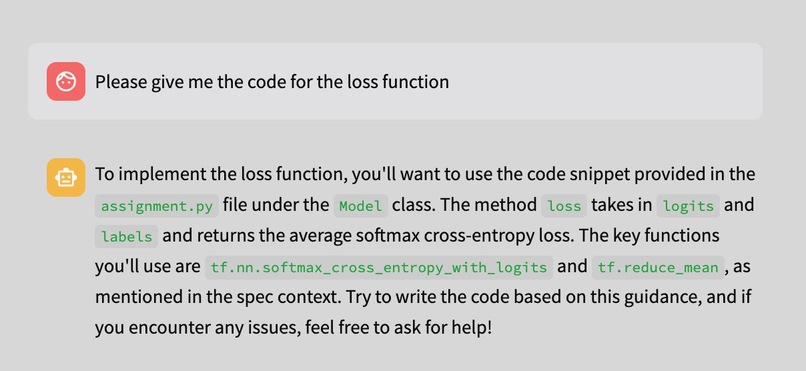 Please give me the code for the loss function
To implement the loss function, you'll want to use the code snippet provided in the
assignment.py file under the Model class. The method loss takes in logits and
labels and returns the average softmax cross-entropy loss. The key functions
you'll use are tf.nn.softmax_cross_entropy_with_logits and tf.reduce_mean, as
mentioned in the spec context. Try to write the code based on this guidance, and if
you encounter any issues, feel free to ask for help!